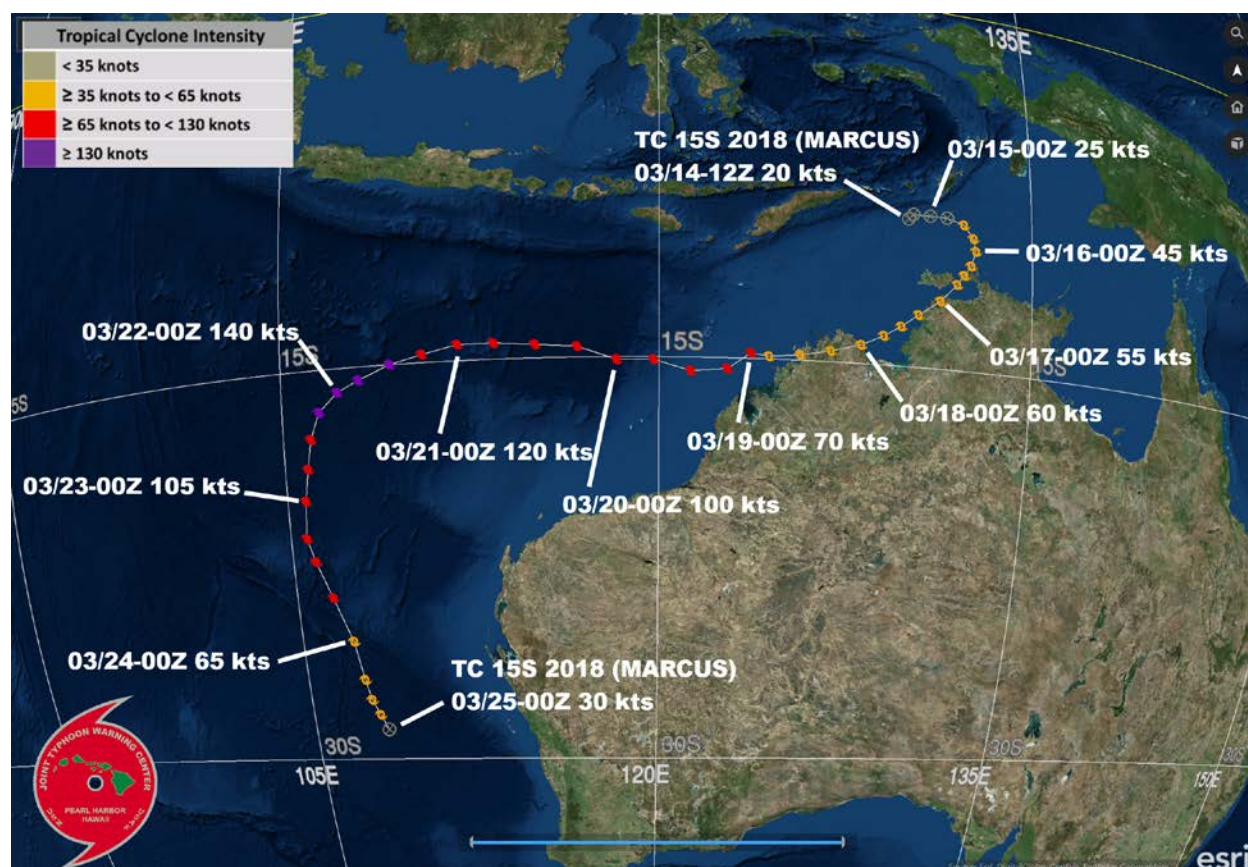 Tropical Cyclone Intensity
< 35 knots
≥ 35 knots to < 65 knots
≥ 65 knots to < 130 knots
≥ 130 knots
135E
TC 15S 2018 (MARCUS)
03/14-12Z 20 kts
03/15-00Z 25 kts
03/16-00Z 45 kts
03/17-00Z 55 kts
03/18-00Z 60 kts
03/19-00Z 70 kts
03/20-00Z 100 kts
03/21-00Z 120 kts
03/22-00Z 140 kts
03/23-00Z 105 kts
03/24-00Z 65 kts
TC 15S 2018 (MARCUS)
03/25-00Z 30 kts
15S
15S
15S
5S
30S
30S
30S
30S
105E
120E
135E
150E
JOINT TYPHOON WARNING CENTER
PEARL HARBOR
HAWAII
esri